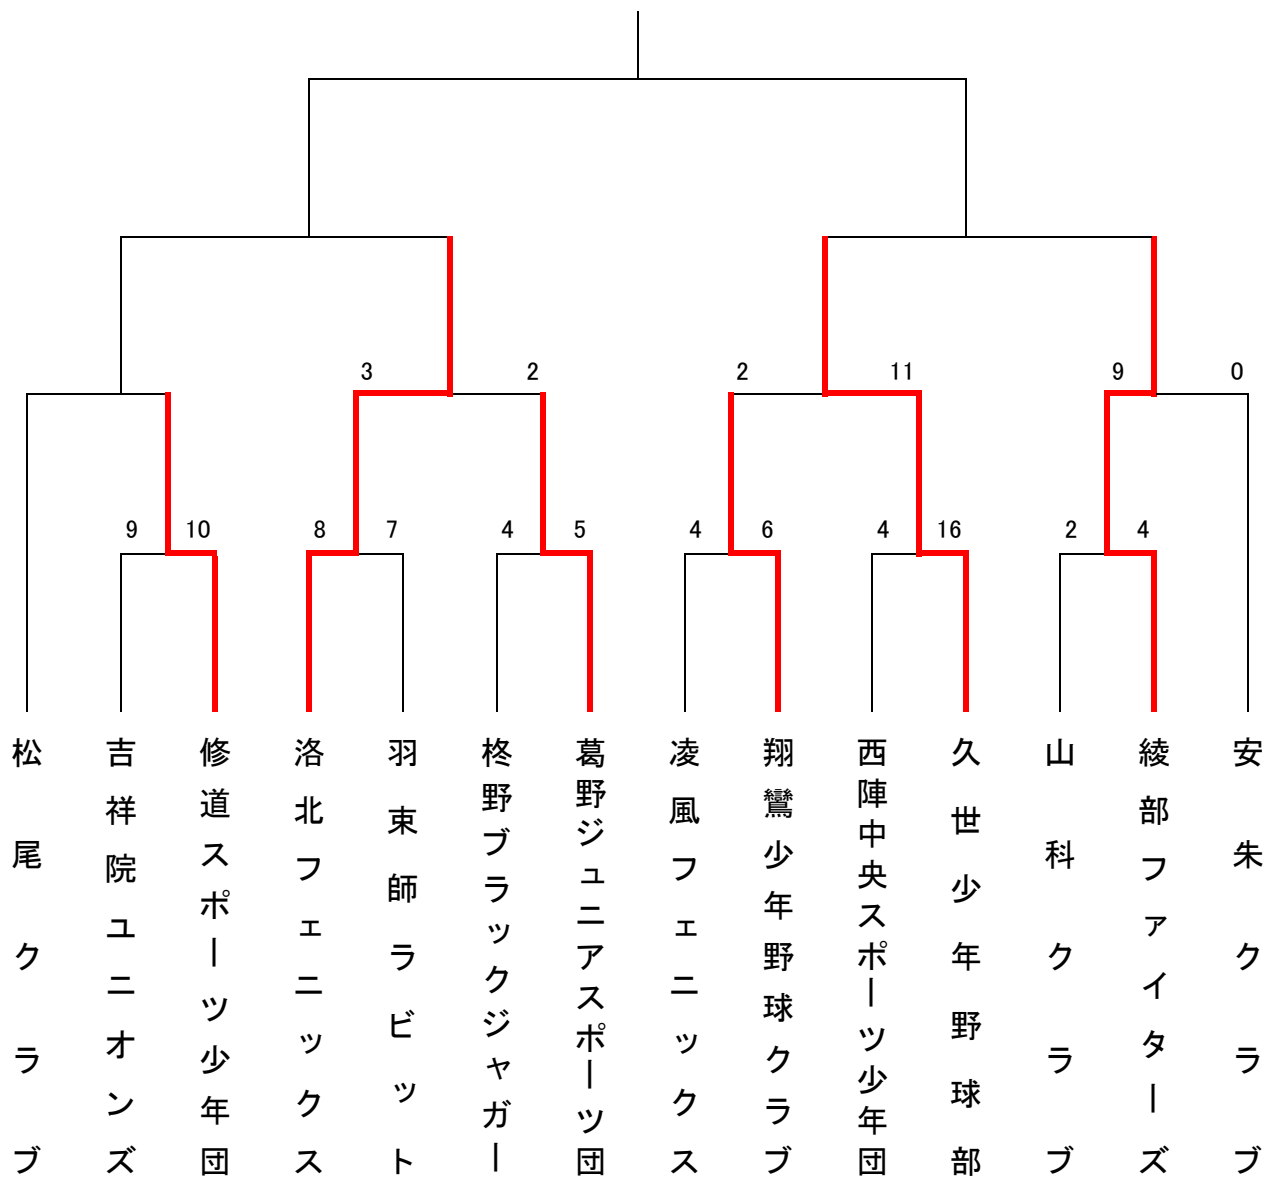 3 2 2 11 9 0
9 10 8 7 4 5 4 6 4 16 2 4
松尾クラブ
吉祥院ユニオンズ
修道スポーツ少年団
洛北フェニックス
羽束師ラビット
柊野ブラックジャガー
葛野ジュニアスポーツ団
凌風フェニックス
翔鸞少年野球クラブ
西陣中央スポーツ少年団
久世少年野球部
山科クラブ
綾部ファイターズ
安朱クラブ